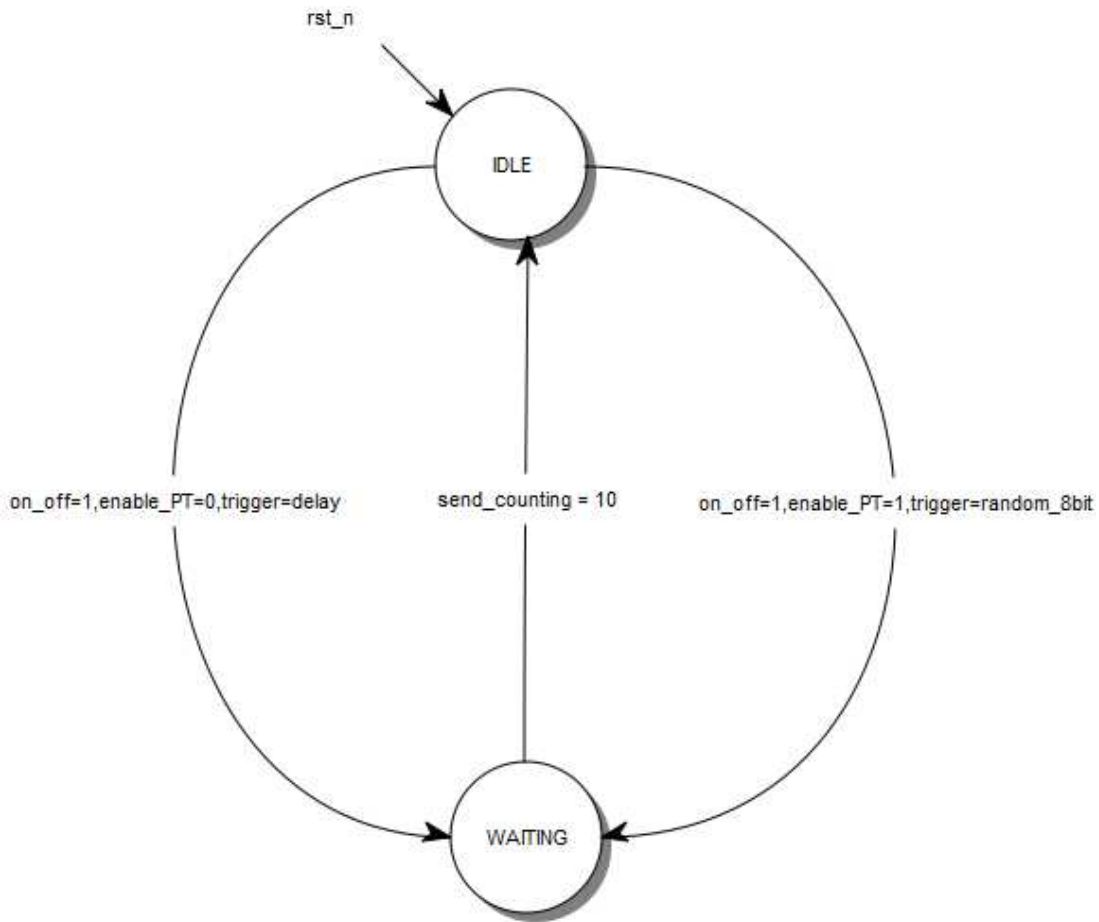 rst_n
IDLE
on_off=1,enable_PT=0,trigger=delay
send_counting = 10
on_off=1,enable_PT=1,trigger=random_8bit
WAITING